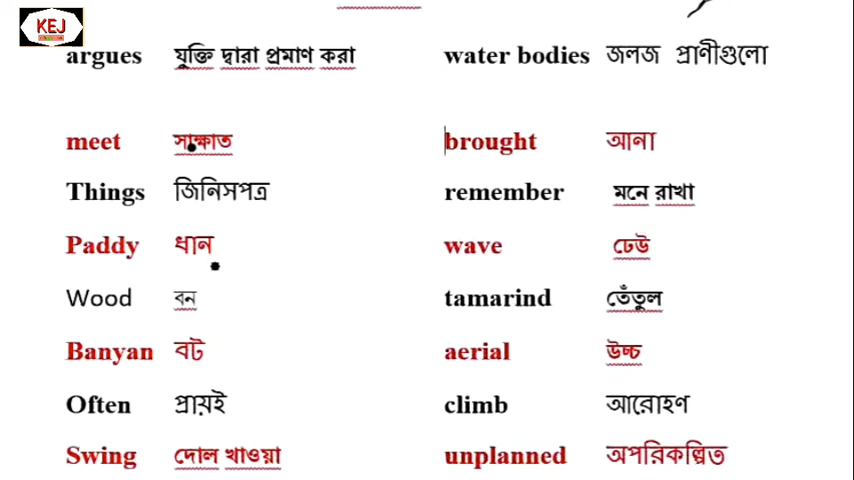 KEJ
argues যুক্তি দ্বারা প্রমাণ করা water bodies জলজ প্রাণীগুলো
meet সাক্ষাত brought আনা
Things জিনিসপত্র remember মনে রাখা
Paddy ধান wave ঢেউ
Wood বন tamarind তেঁতুল
Banyan বট aerial উচ্চ
Often প্রায়ই climb আরোহণ
Swing দোল খাওয়া unplanned অপরিকল্পিত